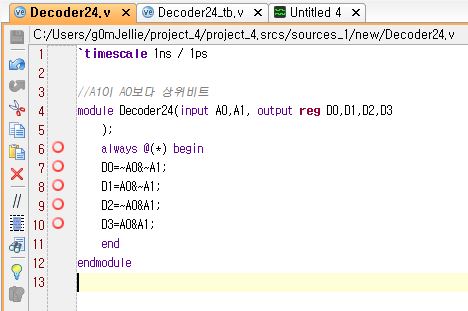 Decoder24.v
Decoder24_tb.v
Untitled 4
C:/Users/g0mJellie/project_4/project_4.srcs/sources_1/new/Decoder24.v
1 `timescale 1ns / 1ps
2
3 //A1이 A0보다 상위비트
4 module Decoder24(input A0,A1, output reg D0,D1,D2,D3
5 );
6 always @(*) begin
7 D0=~A0&~A1;
8 D1=A0&~A1;
9 D2=~A0&A1;
10 D3=A0&A1;
11 end
12 endmodule
13